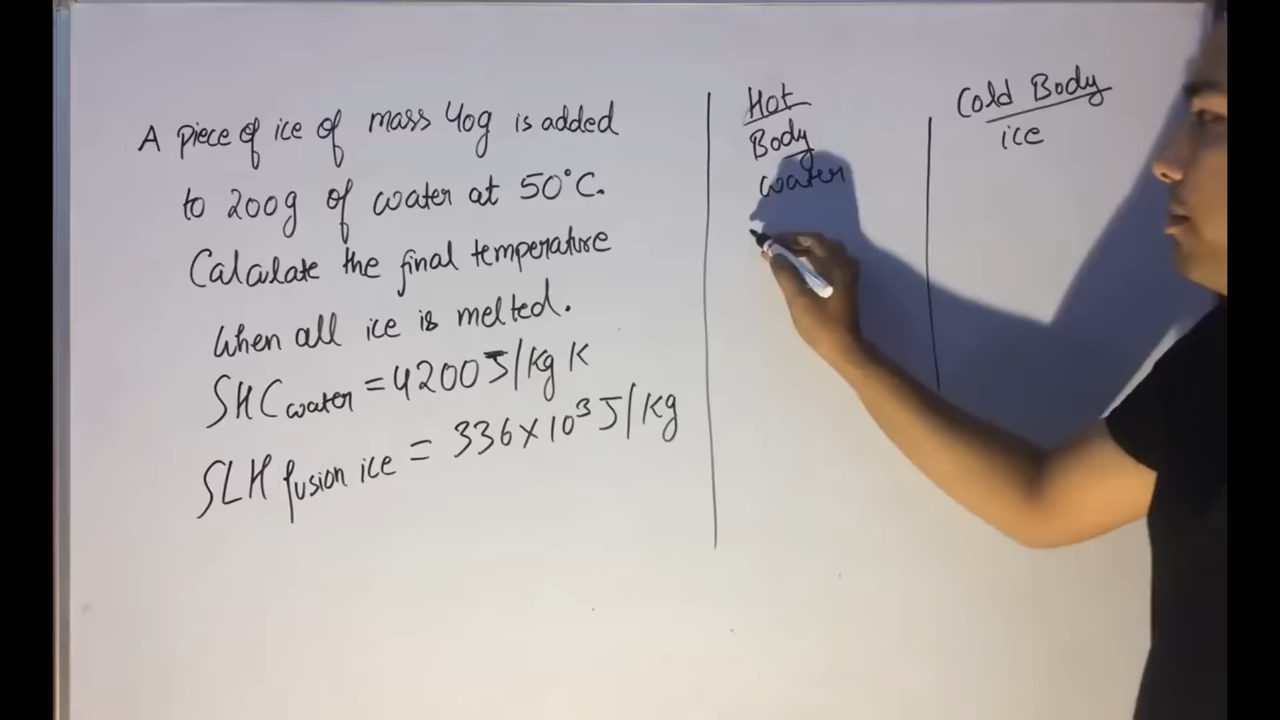 A piece of ice of mass 40g is added
to 200g of water at 50°C.
Calculate the final temperature
when all ice is melted.
SHC water = 4200 J/kg K
SLH fusion ice = 336 × 10³ J/kg
Hot
Body
water
Cold Body
ice